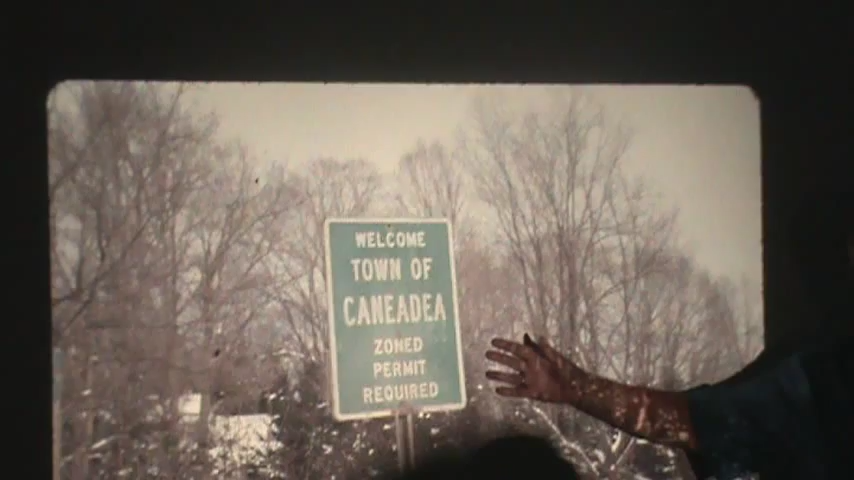 WELCOME
TOWN OF
CANEADEA
ZONED
PERMIT
REQUIRED